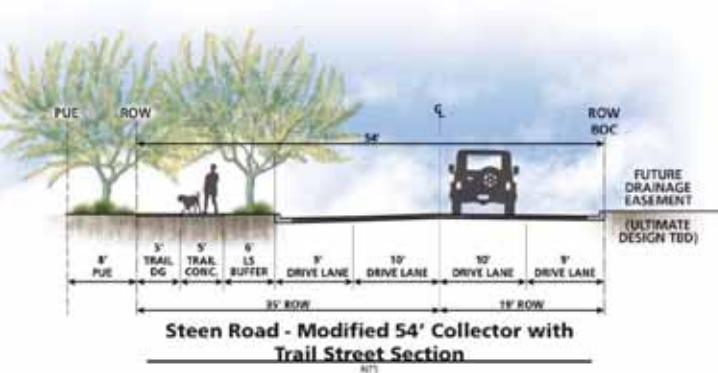 PUE
ROW
℄
ROW
BOC
54'
FUTURE
DRAINAGE
EASEMENT
(ULTIMATE
DESIGN TBD)
8'
PUE
5'
TRAIL
DG
5'
TRAIL
CONC.
6'
LS
BUFFER
9'
DRIVE LANE
10'
DRIVE LANE
10'
DRIVE LANE
9'
DRIVE LANE
35' ROW
19' ROW
Steen Road - Modified 54' Collector with
Trail Street Section
NTS